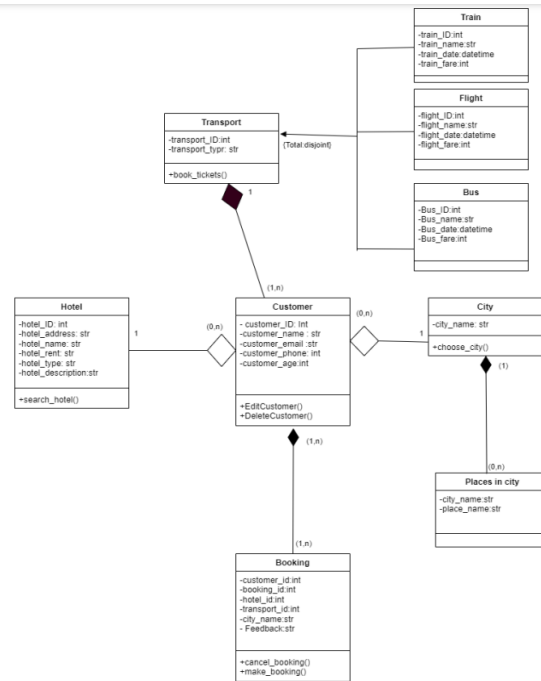 Train
-train_ID:int
-train_name:str
-train_date:datetime
-train_fare:int
Flight
-flight_ID:int
-flight_name:str
-flight_date:datetime
-flight_fare:int
Bus
-Bus_ID:int
-Bus_name:str
-Bus_date:datetime
-Bus_fare:int
Transport
-transport_ID:int
-transport_typr: str
+book_tickets()
{Total:disjoint}
1
(1,n)
Hotel
-hotel_ID: int
-hotel_address: str
-hotel_name: str
-hotel_rent: str
-hotel_type: str
-hotel_description:str
+search_hotel()
1
(0,n)
Customer
- customer_ID: Int
-customer_name : str
-customer_email :str
-customer_phone: int
-customer_age:int
+EditCustomer()
+DeleteCustomer()
(0,n)
1
City
-city_name: str
+choose_city()
(1)
(0,n)
Places in city
-city_name:str
-place_name:str
(1,n)
(1,n)
Booking
-customer_id:int
-booking_id:int
-hotel_id:int
-transport_id:int
-city_name:str
- Feedback:str
+cancel_booking()
+make_booking()